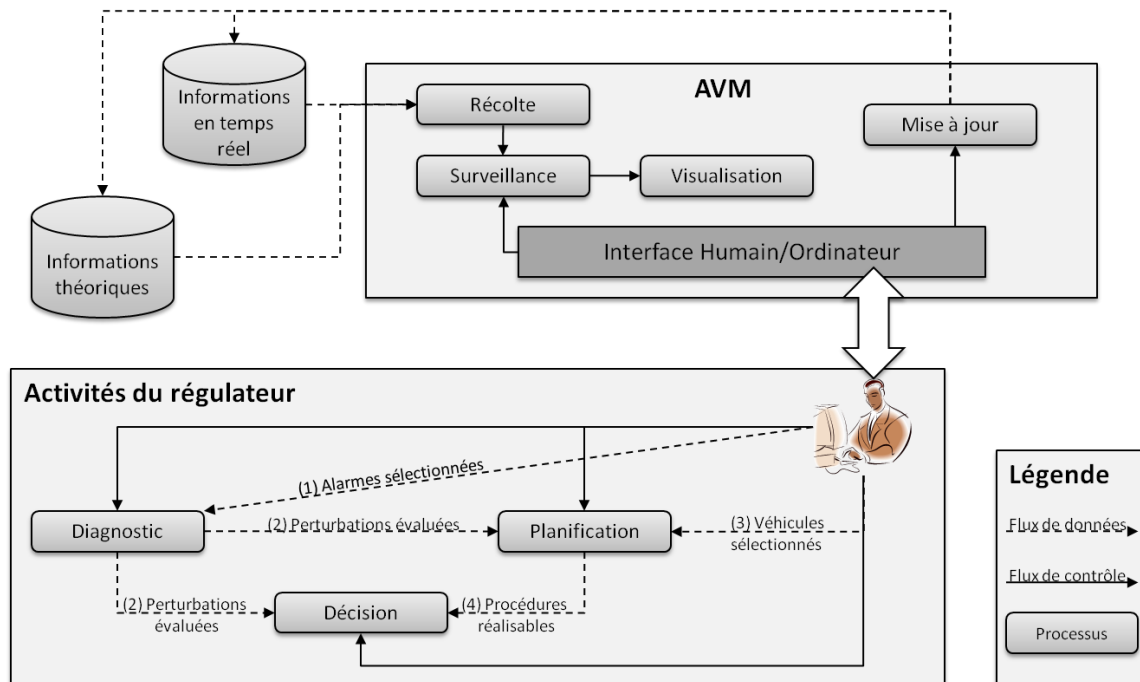 AVM
Informations
en temps
réel
Récolte
Mise à jour
Surveillance
Visualisation
Informations
théoriques
Interface Humain/Ordinateur
Activités du régulateur
(1) Alarmes sélectionnées
Diagnostic
(2) Perturbations évaluées
Planification
(3) Véhicules
sélectionnés
(2) Perturbations
évaluées
Décision
(4) Procédures
réalisables
Légende
Flux de données
Flux de contrôle
Processus